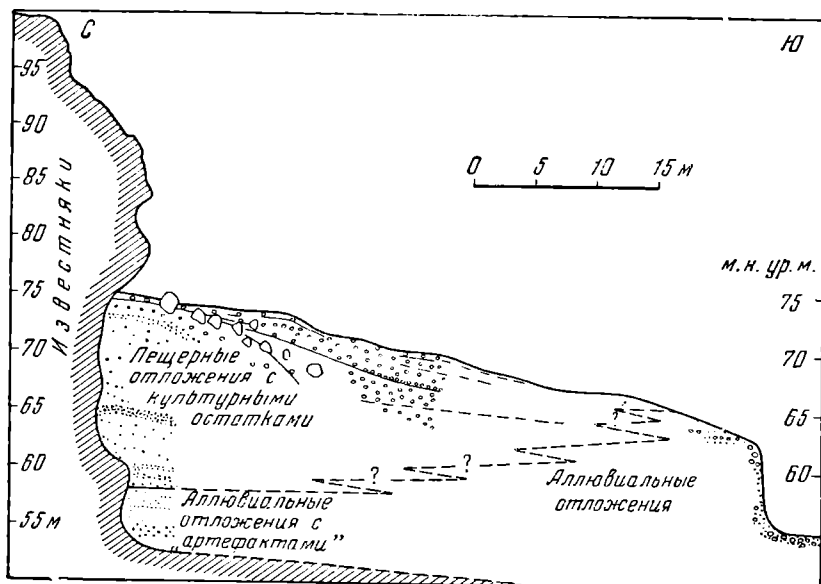 С
Ю
95
90
85
80
75
70
65
60
55 м
Известняки
0 5 10 15 м
м. н. ур. м.
75
70
65
60
Пещерные
отложения с
культурными
остатками
?
?
?
Аллювиальные
отложения с
„артефактами”
Аллювиальные
отложения